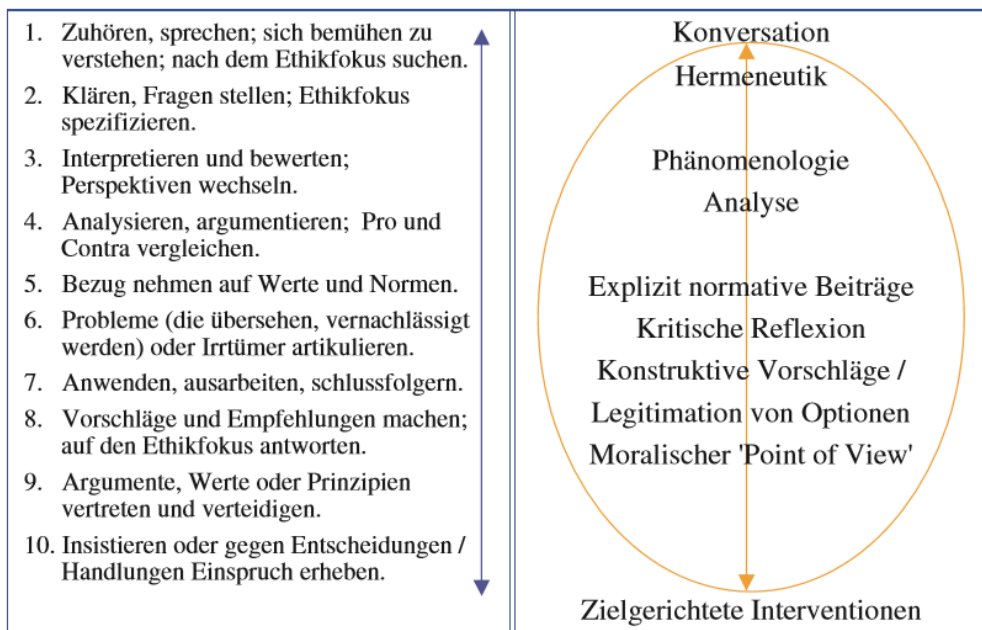 1. Zuhören, sprechen; sich bemühen zu
verstehen; nach dem Ethikfokus suchen.
2. Klären, Fragen stellen; Ethikfokus
spezifizieren.
3. Interpretieren und bewerten;
Perspektiven wechseln.
4. Analysieren, argumentieren; Pro und
Contra vergleichen.
5. Bezug nehmen auf Werte und Normen.
6. Probleme (die übersehen, vernachlässigt
werden) oder Irrtümer artikulieren.
7. Anwenden, ausarbeiten, schlussfolgern.
8. Vorschläge und Empfehlungen machen;
auf den Ethikfokus antworten.
9. Argumente, Werte oder Prinzipien
vertreten und verteidigen.
10. Insistieren oder gegen Entscheidungen /
Handlungen Einspruch erheben.
Konversation
Hermeneutik
Phänomenologie
Analyse
Explizit normative Beiträge
Kritische Reflexion
Konstruktive Vorschläge /
Legitimation von Optionen
Moralischer 'Point of View'
Zielgerichtete Interventionen